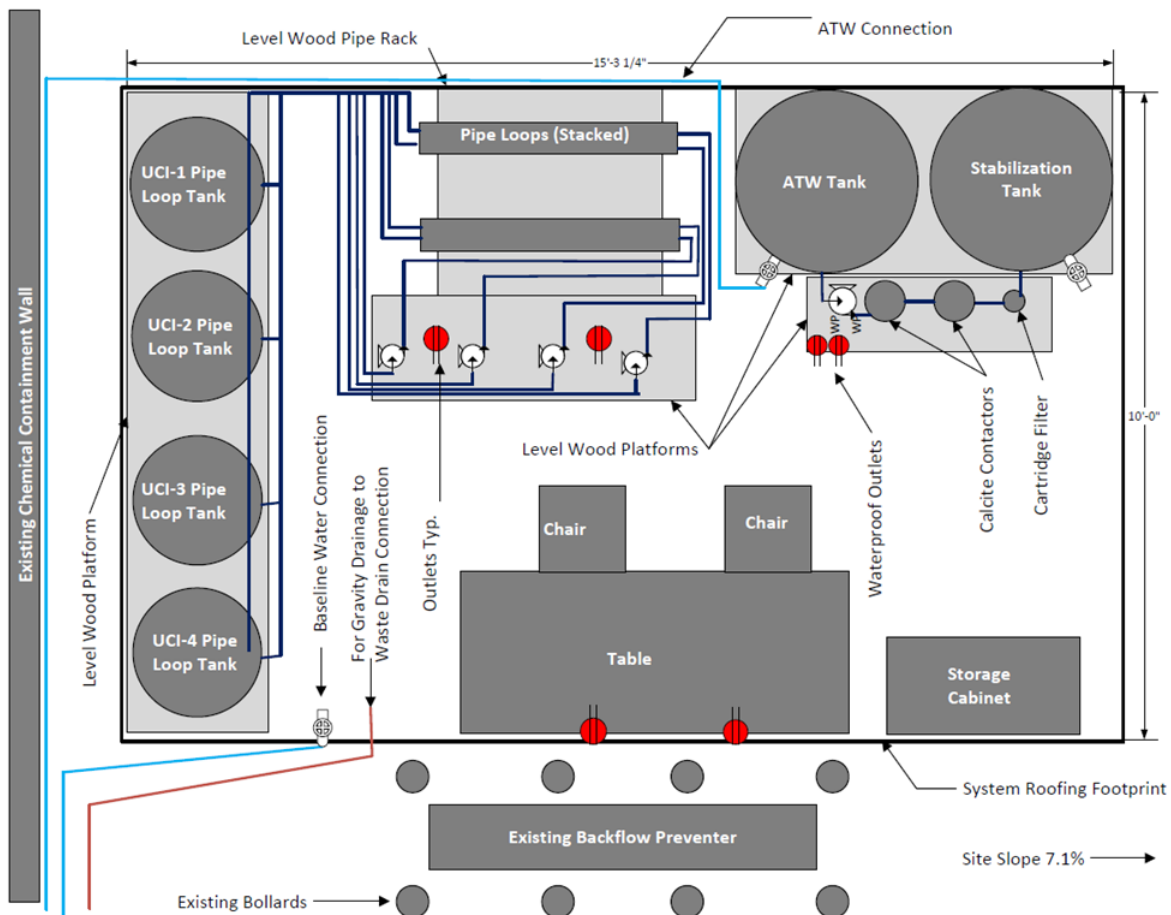 Level Wood Pipe Rack
ATW Connection
15'-3 1/4"
Pipe Loops (Stacked)
UCI-1 Pipe
Loop Tank
ATW Tank
Stabilization
Tank
UCI-2 Pipe
Loop Tank
WP
WP
10'-0"
Level Wood Platforms
UCI-3 Pipe
Loop Tank
UCI-4 Pipe
Loop Tank
Existing Chemical Containment Wall
Level Wood Platform
Baseline Water Connection
For Gravity Drainage to
Waste Drain Connection
Outlets Typ.
Waterproof Outlets
Calcite Contactors
Cartridge Filter
Chair
Chair
Table
Storage
Cabinet
System Roofing Footprint
Existing Backflow Preventer
Site Slope 7.1%
Existing Bollards